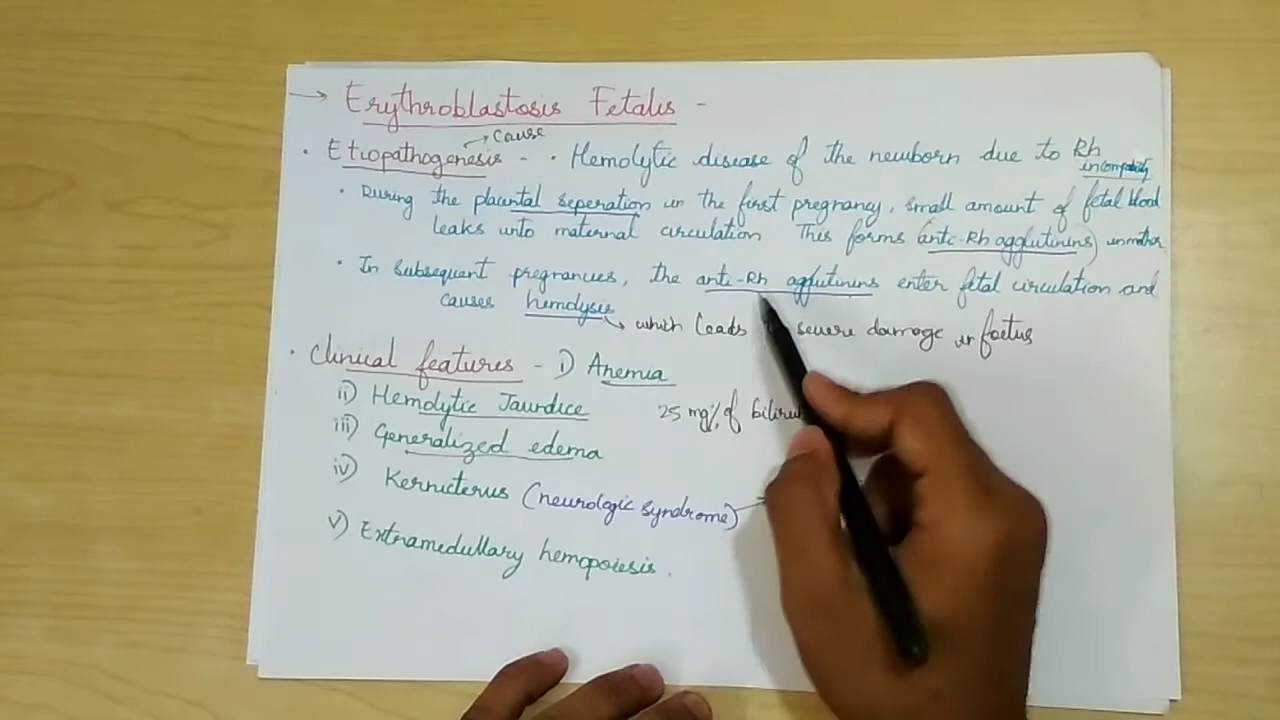 → Erythroblastosis Fetalis -
→ cause
• Etiopathogenesis - • Hemolytic disease of the newborn due to Rh
incompatibility
• During the placental seperation in the first pregnancy, small amount of fetal blood
leaks into maternal circulation This forms (anti-Rh agglutinins) in mother
• In subsequent pregnancies, the anti-Rh agglutinins enter fetal circulation and
causes hemolysis
→ which leads severe damage in foetus
• Clinical features - i) Anemia
ii) Hemolytic Jaundice
25 mg% of
iii) Generalized edema
iv) Kernicterus (neurologic syndrome)
v) Extramedullary hemopoiesis.